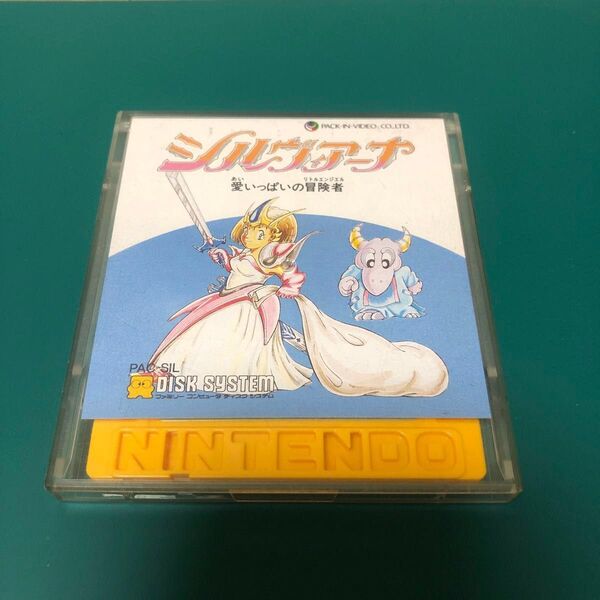 PACK-IN-VIDEO CO.,LTD.
シルヴィアーナ
あい リトルエンジェル
愛いっぱいの冒険者
PAC-SIL
DISK SYSTEM
ファミリー コンピュータ ディスク システム
NINTENDO